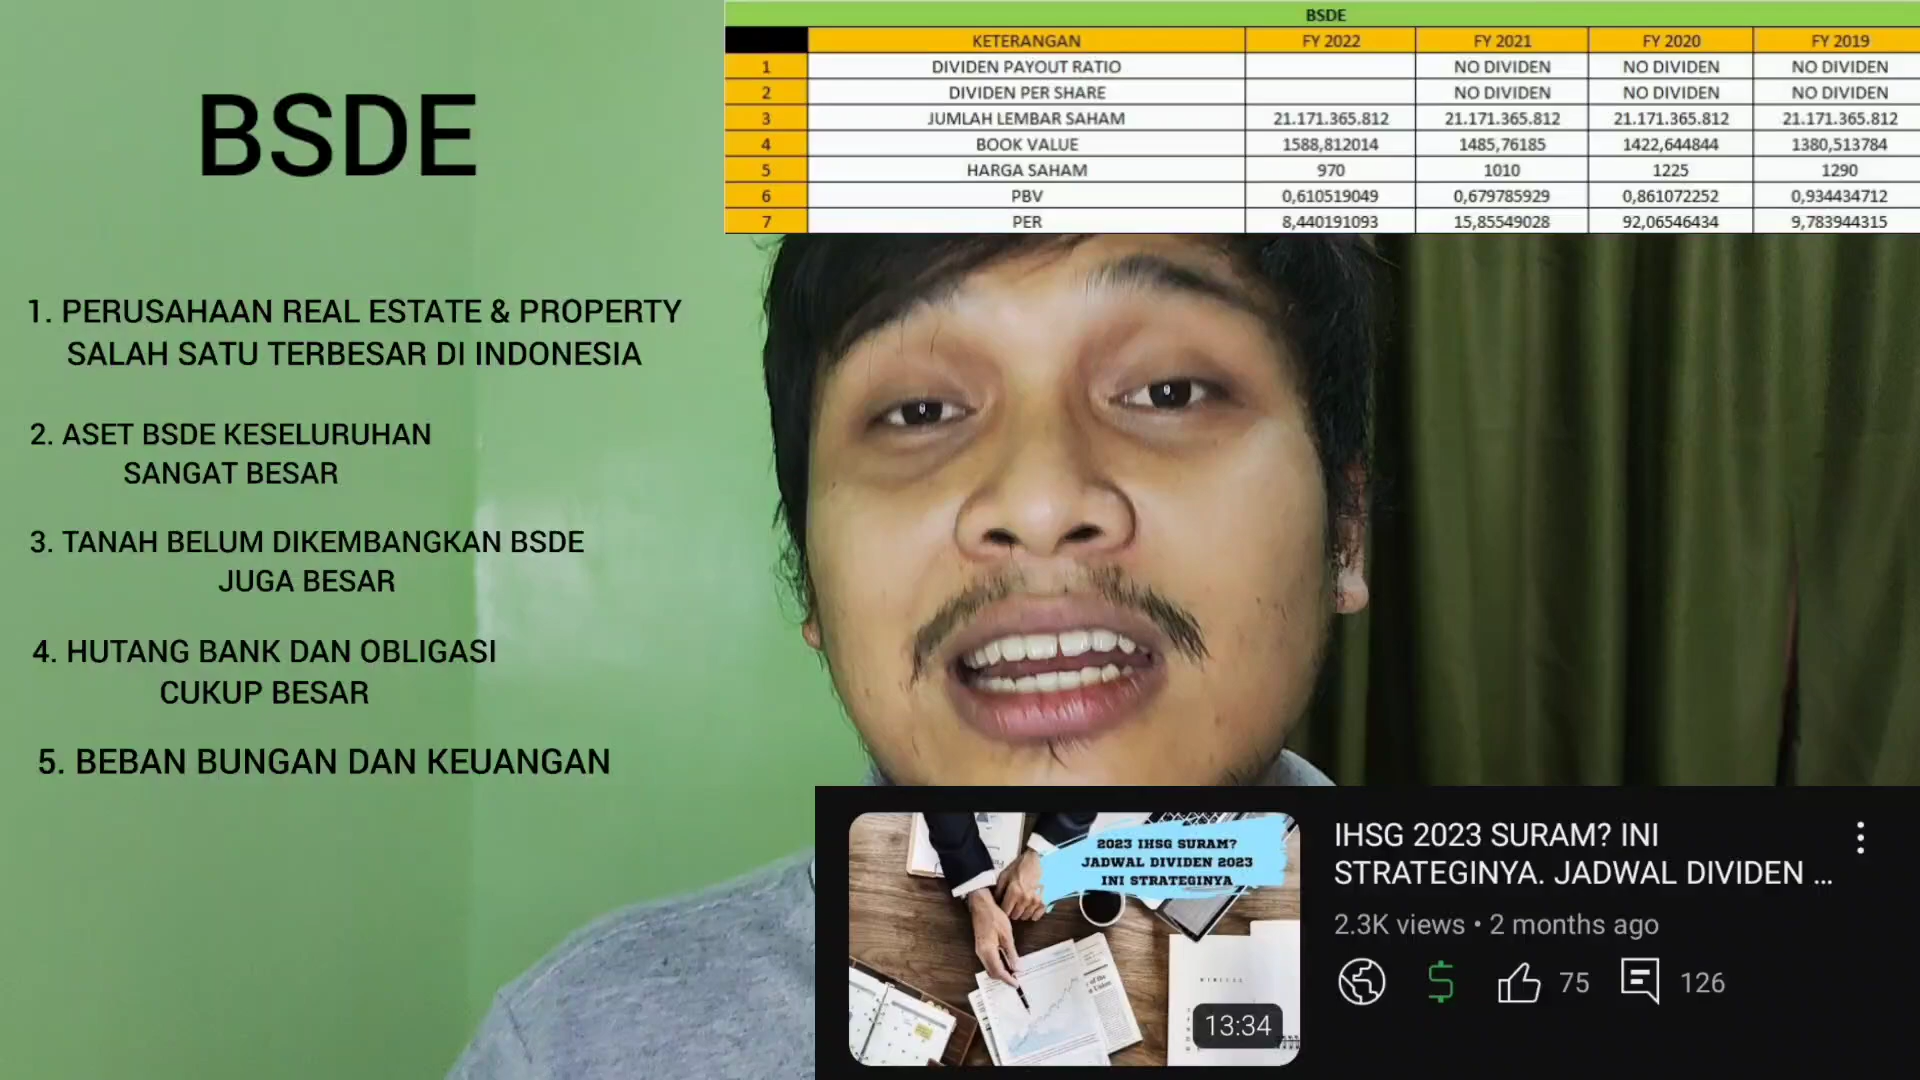 BSDE
1. PERUSAHAAN REAL ESTATE & PROPERTY
SALAH SATU TERBESAR DI INDONESIA
2. ASET BSDE KESELURUHAN
SANGAT BESAR
3. TANAH BELUM DIKEMBANGKAN BSDE
JUGA BESAR
4. HUTANG BANK DAN OBLIGASI
CUKUP BESAR
5. BEBAN BUNGAN DAN KEUANGAN
BSDE
KETERANGAN FY 2022 FY 2021 FY 2020 FY 2019
1 DIVIDEN PAYOUT RATIO NO DIVIDEN NO DIVIDEN NO DIVIDEN
2 DIVIDEN PER SHARE NO DIVIDEN NO DIVIDEN NO DIVIDEN
3 JUMLAH LEMBAR SAHAM 21.171.365.812 21.171.365.812 21.171.365.812 21.171.365.812
4 BOOK VALUE 1588,812014 1485,76185 1422,644844 1380,513784
5 HARGA SAHAM 970 1010 1225 1290
6 PBV 0,610519049 0,679785929 0,861072252 0,934434712
7 PER 8,440191093 15,85549028 92,06546434 9,783944315
2023 IHSG SURAM?
JADWAL DIVIDEN 2023
INI STRATEGINYA
13:34
IHSG 2023 SURAM? INI
STRATEGINYA. JADWAL DIVIDEN ...
2.3K views • 2 months ago
75 126